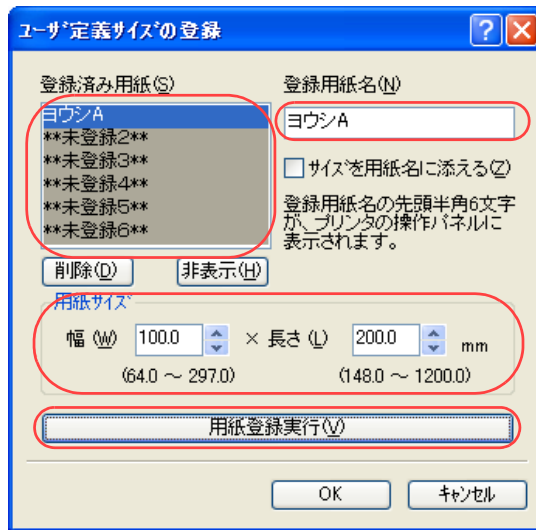 ﾕｰｻﾞ定義ｻｲｽﾞの登録
登録済み用紙(S)
登録用紙名(N)
ヨウシA
**未登録2**
**未登録3**
**未登録4**
**未登録5**
**未登録6**
ヨウシA
ｻｲｽﾞを用紙名に添える(Z)
登録用紙名の先頭半角6文字
が、プリンタの操作パネルに
表示されます。
削除(D)
非表示(H)
用紙ｻｲｽﾞ
幅(W) 100.0 × 長さ(L) 200.0 mm
(64.0 ～ 297.0) (148.0 ～ 1200.0)
用紙登録実行(V)
OK
ｷｬﾝｾﾙ